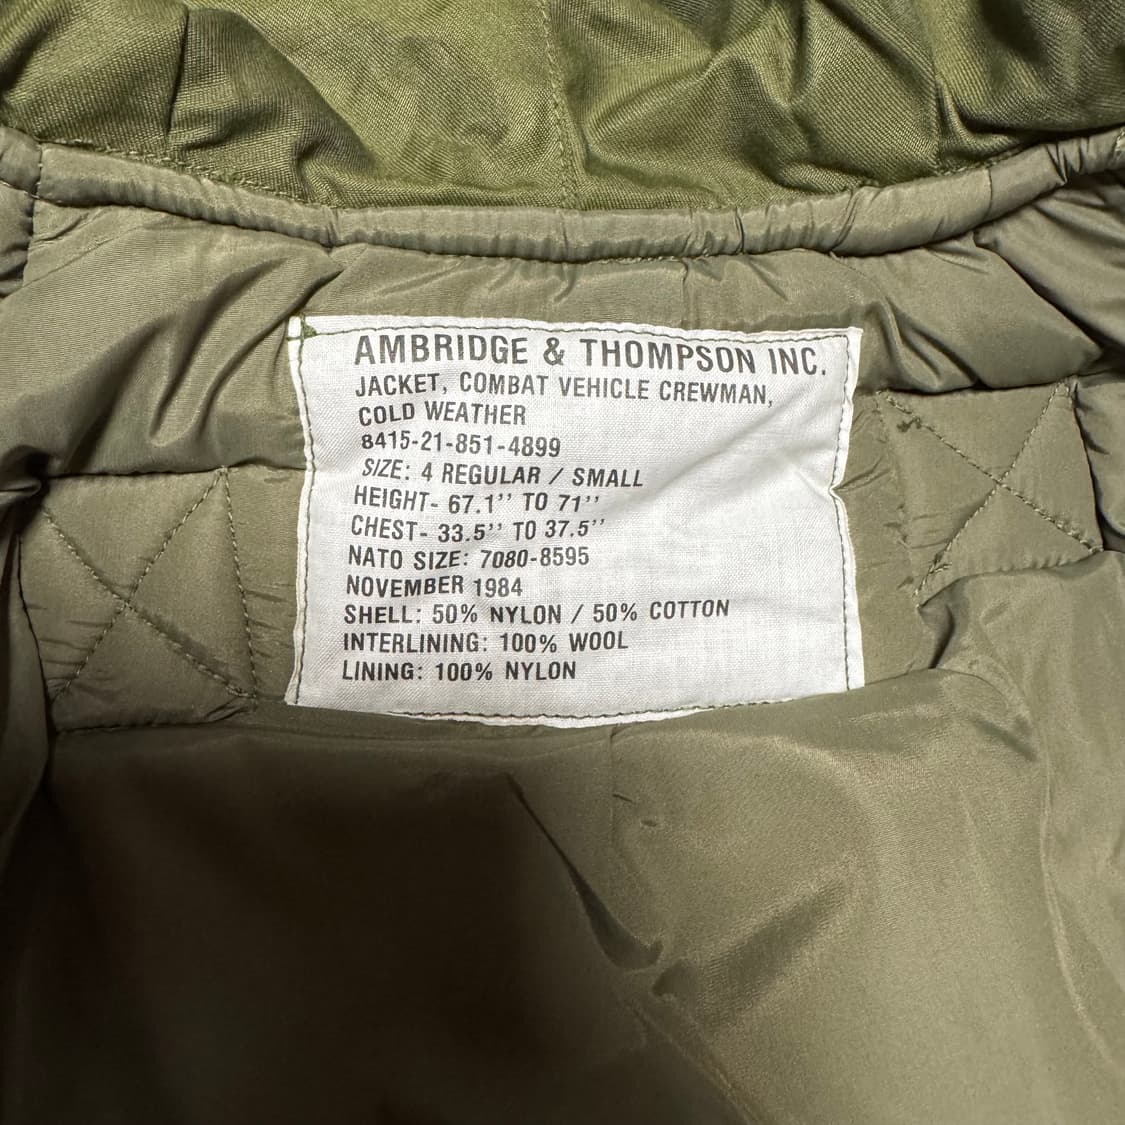 AMBRIDGE & THOMPSON INC.
JACKET, COMBAT VEHICLE CREWMAN,
COLD WEATHER
8415-21-851-4899
SIZE: 4 REGULAR / SMALL
HEIGHT- 67.1'' TO 71''
CHEST- 33.5'' TO 37.5''
NATO SIZE: 7080-8595
NOVEMBER 1984
SHELL: 50% NYLON / 50% COTTON
INTERLINING: 100% WOOL
LINING: 100% NYLON